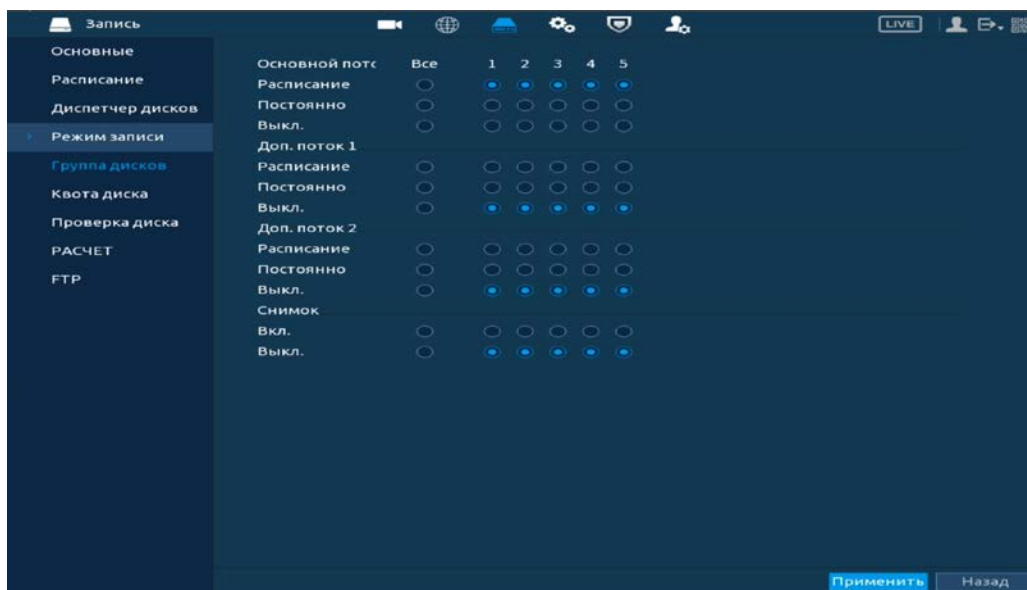 Запись LIVE
Основные
Расписание
Диспетчер дисков
Режим записи
Группа дисков
Квота диска
Проверка диска
РАСЧЕТ
FTP
Основной пото Все 1 2 3 4 5
Расписание
Постоянно
Выкл.
Доп. поток 1
Расписание
Постоянно
Выкл.
Доп. поток 2
Расписание
Постоянно
Выкл.
Снимок
Вкл.
Выкл.
Применить Назад